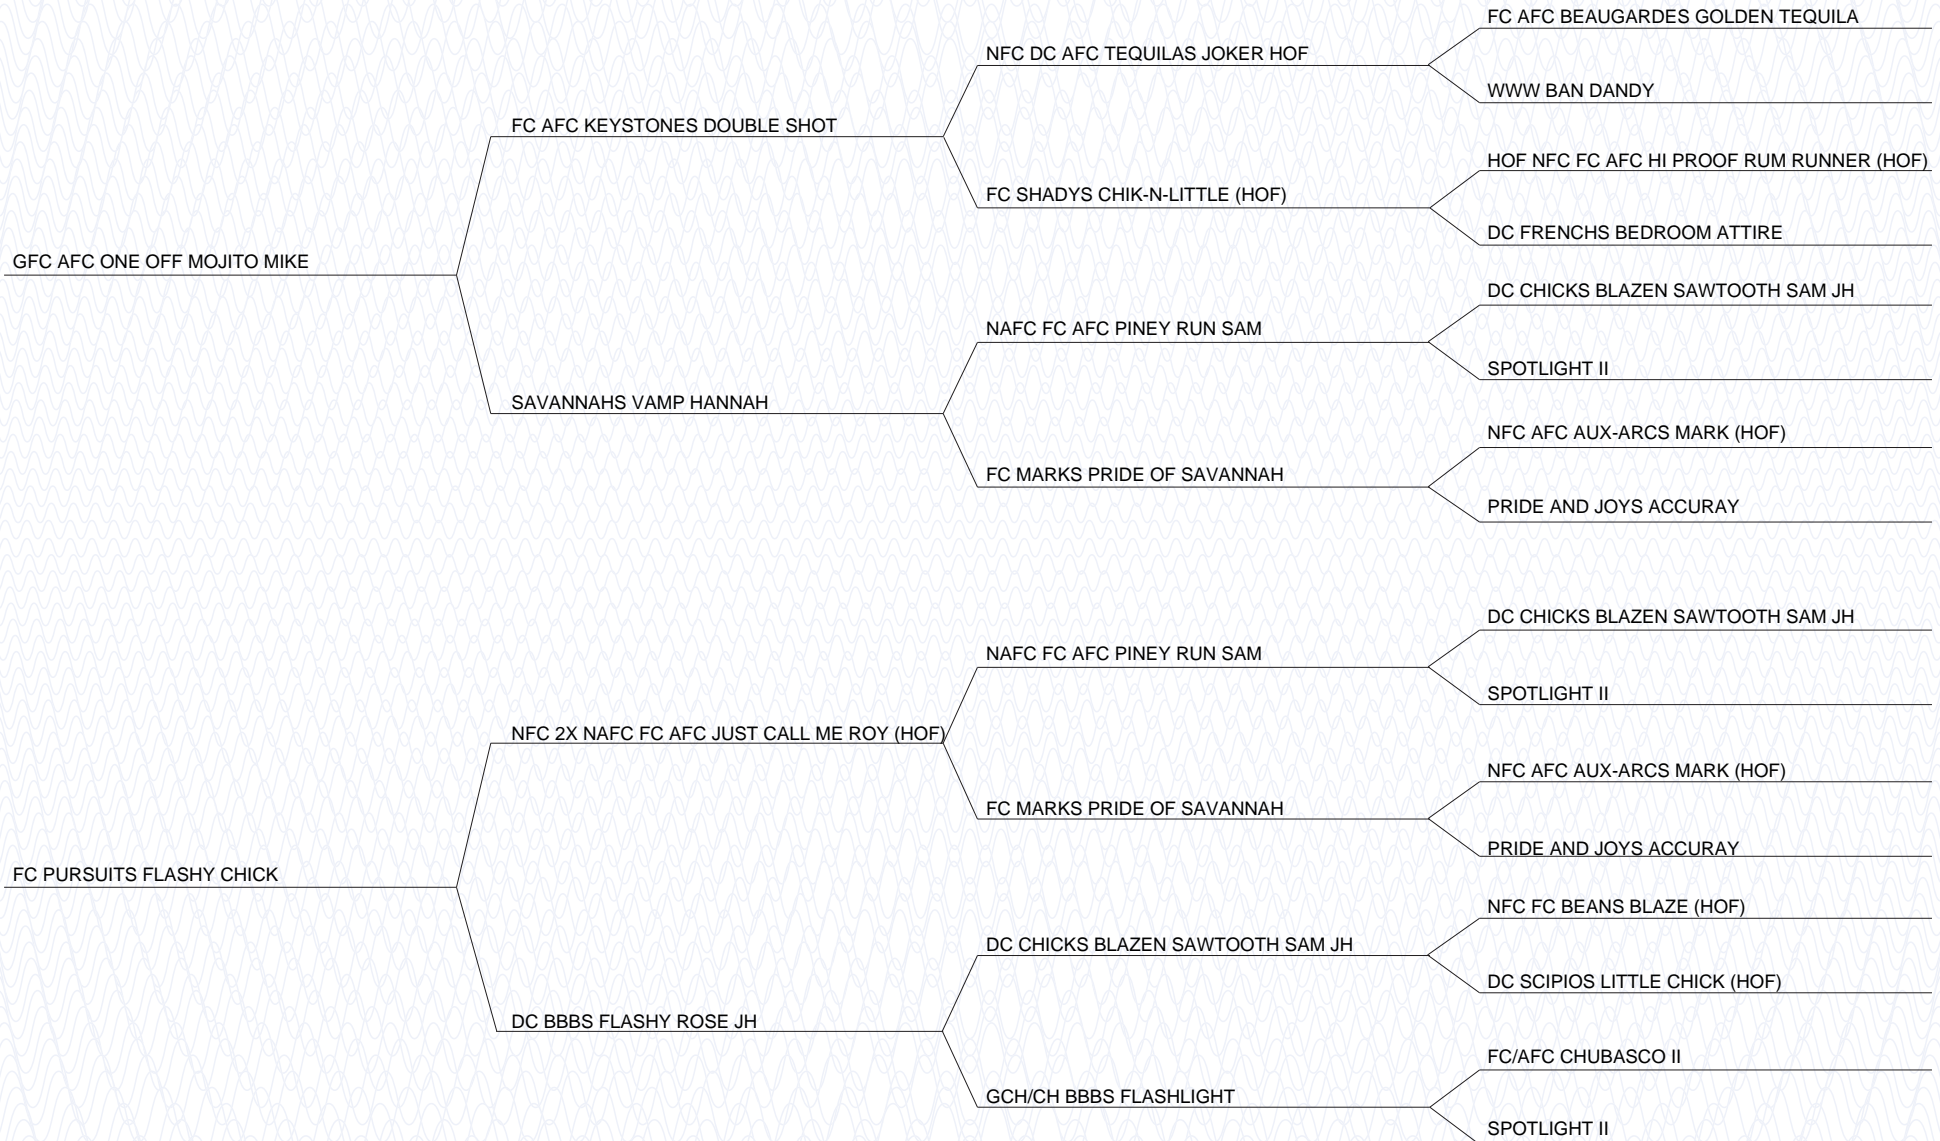 FC AFC BEAUGARDES GOLDEN TEQUILA
NFC DC AFC TEQUILAS JOKER HOF
WWW BAN DANDY
FC AFC KEYSTONES DOUBLE SHOT
HOF NFC FC AFC HI PROOF RUM RUNNER (HOF)
FC SHADYS CHIK-N-LITTLE (HOF)
DC FRENCHS BEDROOM ATTIRE
GFC AFC ONE OFF MOJITO MIKE
DC CHICKS BLAZEN SAWTOOTH SAM JH
NAFC FC AFC PINEY RUN SAM
SPOTLIGHT II
SAVANNAHS VAMP HANNAH
NFC AFC AUX-ARCS MARK (HOF)
FC MARKS PRIDE OF SAVANNAH
PRIDE AND JOYS ACCURAY
DC CHICKS BLAZEN SAWTOOTH SAM JH
NAFC FC AFC PINEY RUN SAM
SPOTLIGHT II
NFC 2X NAFC FC AFC JUST CALL ME ROY (HOF)
NFC AFC AUX-ARCS MARK (HOF)
FC MARKS PRIDE OF SAVANNAH
PRIDE AND JOYS ACCURAY
FC PURSUITS FLASHY CHICK
NFC FC BEANS BLAZE (HOF)
DC CHICKS BLAZEN SAWTOOTH SAM JH
DC SCIPIOS LITTLE CHICK (HOF)
DC BBBS FLASHY ROSE JH
FC/AFC CHUBASCO II
GCH/CH BBBS FLASHLIGHT
SPOTLIGHT II